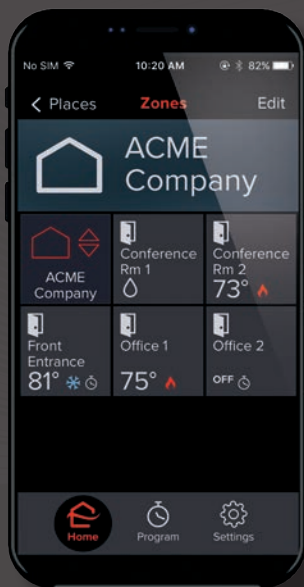 No SIM 10:20 AM 82%
Places Zones Edit
ACME
Company
ACME
Company
Conference
Rm 1
Conference
Rm 2
73°
Front
Entrance
81°
Office 1
75°
Office 2
OFF
Home Program Settings